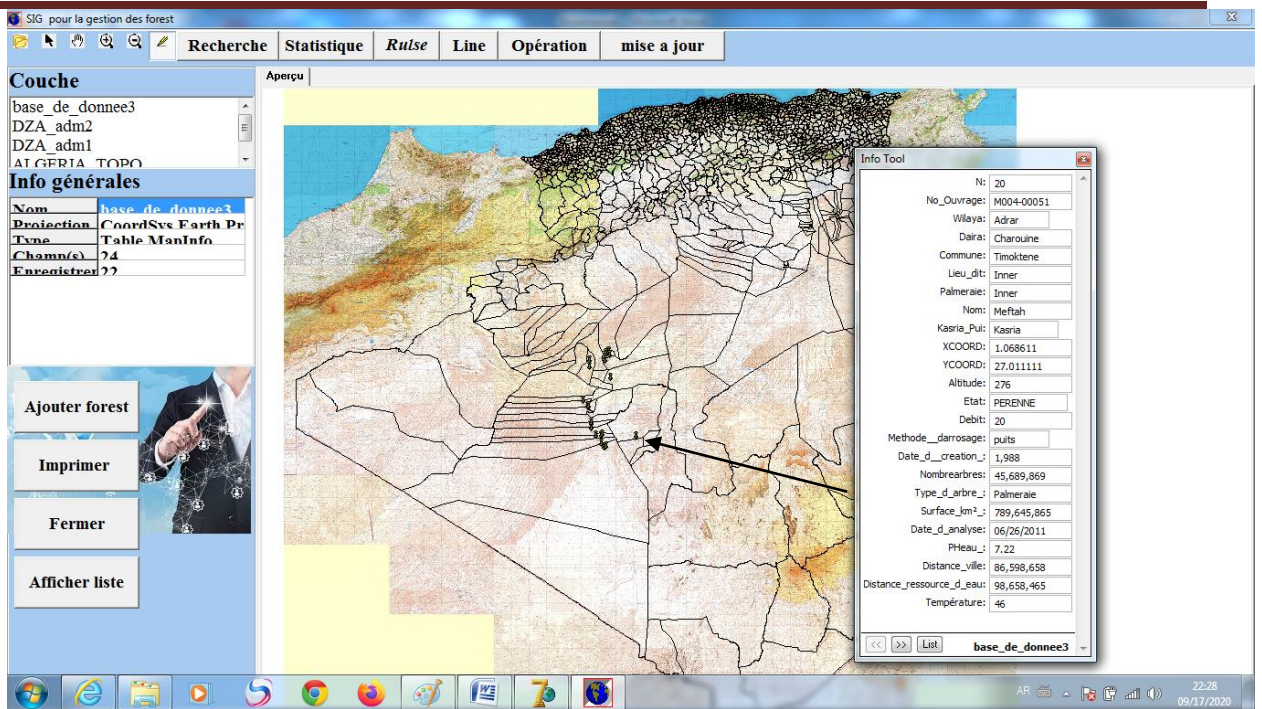 SIG pour la gestion des forest
Recherche Statistique Rulse Line Opération mise a jour
Couche
base_de_donnee3
DZA_adm2
DZA_adm1
ALGERIA_TOPO
Info générales
Nom base_de_donnee3
Projection CoordSys Earth Pr
Type Table MapInfo
Champ(s) 24
Enregistrer 22
Ajouter forest
Imprimer
Fermer
Afficher liste
Aperçu
Info Tool
N: 20
No_Ouvrage: M004-00051
Wilaya: Adrar
Daira: Charouine
Commune: Timoktene
Lieu_dit: Inner
Palmeraie: Inner
Nom: Meftah
Kasria_Pui: Kasria
XCOORD: 1.068611
YCOORD: 27.011111
Altitude: 276
Etat: PERENNE
Debit: 20
Methode__darrosage: puits
Date_d__creation_: 1,988
Nombrearbres: 45,689,869
Type_d_arbre_: Palmeraie
Surface_km²_: 789,645,865
Date_d_analyse: 06/26/2011
PHeau_: 7.22
Distance_ville: 86,598,658
Distance_ressource_d_eau: 98,658,465
Température: 46
<< >> List base_de_donnee3
AR 22:28
09/17/2020